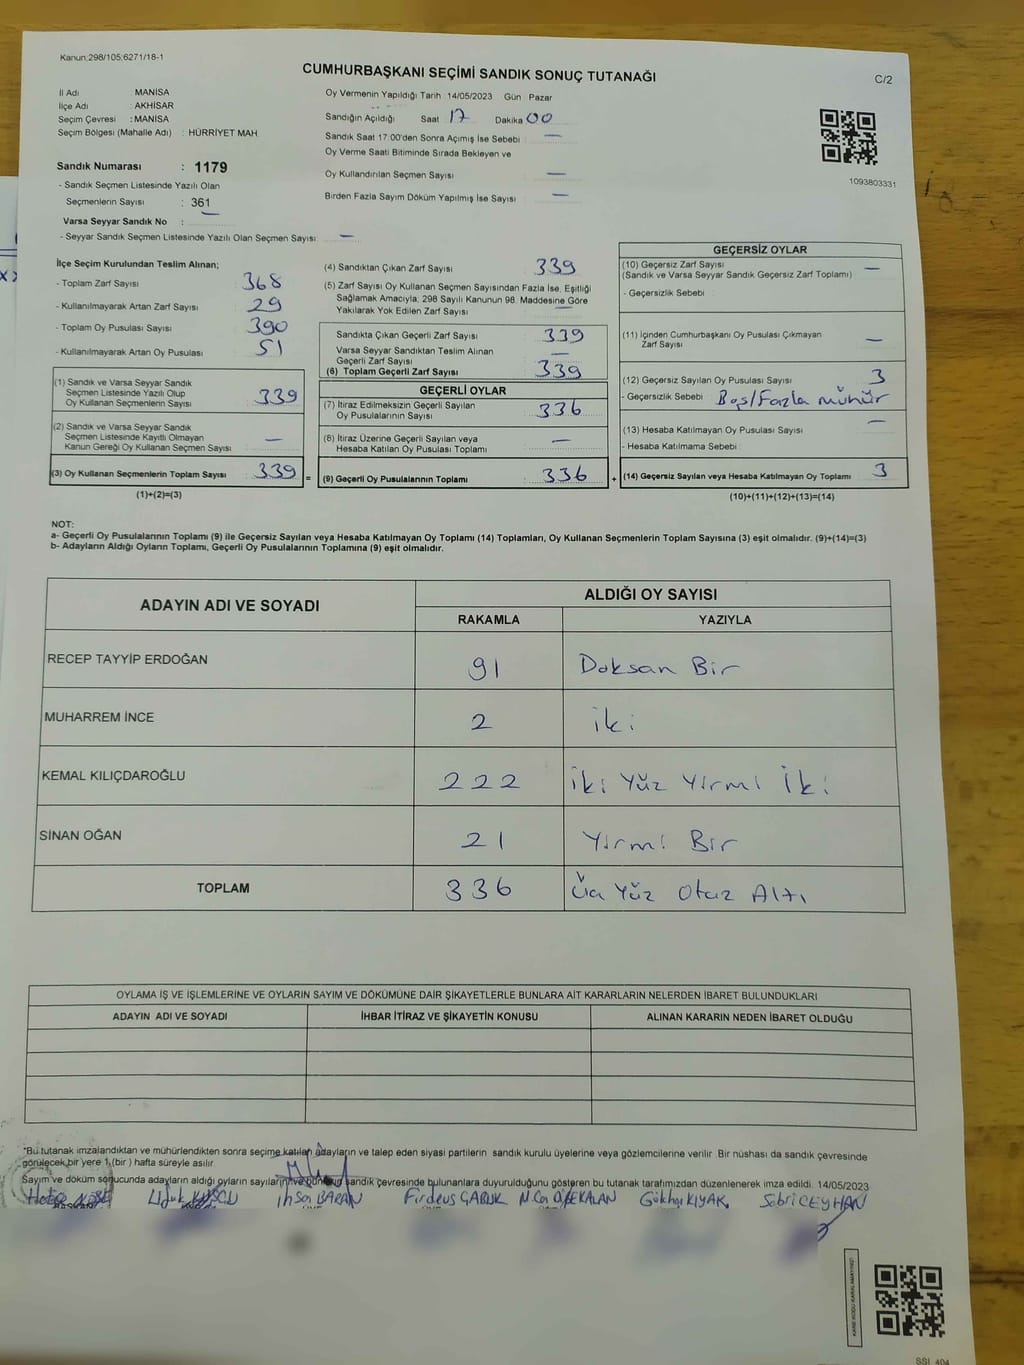 Kanun:298/105;6271/18-1
CUMHURBAŞKANI SEÇİMİ SANDIK SONUÇ TUTANAĞI
C/2
İl Adı : MANİSA
İlçe Adı : AKHİSAR
Seçim Çevresi : MANİSA
Seçim Bölgesi (Mahalle Adı) : HÜRRİYET MAH.
Oy Vermenin Yapıldığı Tarih :14/05/2023 Gün Pazar
Sandığın Açıldığı Saat 17 Dakika 00
Sandık Saat 17:00'den Sonra Açımış İse Sebebi : —
Oy Verme Saati Bitiminde Sırada Bekleyen ve
Oy Kullandırılan Seçmen Sayısı : —
Birden Fazla Sayım Döküm Yapılmış İse Sayısı : —
1093803331
Sandık Numarası : 1179
- Sandık Seçmen Listesinde Yazılı Olan
Seçmenlerin Sayısı : 361
Varsa Seyyar Sandık No : —
- Seyyar Sandık Seçmen Listesinde Yazılı Olan Seçmen Sayısı: —
İlçe Seçim Kurulundan Teslim Alınan;
- Toplam Zarf Sayısı : 368
- Kullanılmayarak Artan Zarf Sayısı : 29
- Toplam Oy Pusulası Sayısı : 390
- Kullanılmayarak Artan Oy Pusulası : 51
(1) Sandık ve Varsa Seyyar Sandık
Seçmen Listesinde Yazılı Olup
Oy Kullanan Seçmenlerin Sayısı : 339
(2) Sandık ve Varsa Seyyar Sandık
Seçmen Listesinde Kayıtlı Olmayan
Kanun Gereği Oy Kullanan Seçmen Sayısı : —
(3) Oy Kullanan Seçmenlerin Toplam Sayısı : 339 =
(1)+(2)=(3)
(4) Sandıktan Çıkan Zarf Sayısı : 339
(5) Zarf Sayısı Oy Kullanan Seçmen Sayısından Fazla İse, Eşitliği
Sağlamak Amacıyla; 298 Sayılı Kanunun 98. Maddesine Göre
Yakılarak Yok Edilen Zarf Sayısı : —
Sandıkta Çıkan Geçerli Zarf Sayısı : 339
Varsa Seyyar Sandıktan Teslim Alınan
Geçerli Zarf Sayısı : —
(6) Toplam Geçerli Zarf Sayısı : 339
GEÇERLİ OYLAR
(7) İtiraz Edilmeksizin Geçerli Sayılan
Oy Pusulalarının Sayısı : 336
(8) İtiraz Üzerine Geçerli Sayılan veya
Hesaba Katılan Oy Pusulası Toplamı : —
(9) Geçerli Oy Pusulalarının Toplamı : 336 +
GEÇERSİZ OYLAR
(10) Geçersiz Zarf Sayısı : —
(Sandık ve Varsa Seyyar Sandık Geçersiz Zarf Toplamı)
- Geçersizlik Sebebi :
(11) İçinden Cumhurbaşkanı Oy Pusulası Çıkmayan
Zarf Sayısı : —
(12) Geçersiz Sayılan Oy Pusulası Sayısı : 3
- Geçersizlik Sebebi : Boş/Fazla mühür
(13) Hesaba Katılmayan Oy Pusulası Sayısı : —
- Hesaba Katılmama Sebebi :
(14) Geçersiz Sayılan veya Hesaba Katılmayan Oy Toplamı : 3
(10)+(11)+(12)+(13)=(14)
NOT:
a- Geçerli Oy Pusulalarının Toplamı (9) ile Geçersiz Sayılan veya Hesaba Katılmayan Oy Toplamı (14) Toplamları, Oy Kullanan Seçmenlerin Toplam Sayısına (3) eşit olmalıdır. (9)+(14)=(3)
b- Adayların Aldığı Oyların Toplamı, Geçerli Oy Pusulalarının Toplamına (9) eşit olmalıdır.
ADAYIN ADI VE SOYADI
ALDIĞI OY SAYISI
RAKAMLA YAZIYLA
RECEP TAYYİP ERDOĞAN 91 Doksan Bir
MUHARREM İNCE 2 iki
KEMAL KILIÇDAROĞLU 222 İki Yüz Yirmi İki
SİNAN OĞAN 21 Yirmi Bir
TOPLAM 336 Üç Yüz Otuz Altı
OYLAMA İŞ VE İŞLEMLERİNE VE OYLARIN SAYIM VE DÖKÜMÜNE DAİR ŞİKAYETLERLE BUNLARA AİT KARARLARIN NELERDEN İBARET BULUNDUKLARI
ADAYIN ADI VE SOYADI İHBAR İTİRAZ VE ŞİKAYETİN KONUSU ALINAN KARARIN NEDEN İBARET OLDUĞU
*Bu tutanak imzalandıktan ve mühürlendikten sonra seçime katılan adayların ve talep eden siyasi partilerin sandık kurulu üyelerine veya gözlemcilerine verilir. Bir nüshası da sandık çevresinde
görülecek bir yere 1 (bir ) hafta süreyle asılır.
Sayım ve döküm sonucunda adayların aldığı oyların sayılarını ve bunların sandık çevresinde bulunanlara duyurulduğunu gösteren bu tutanak tarafımızdan düzenlenerek imza edildi. 14/05/2023
İhsan BARAN Firdevs Gökhan KIYAK Sabri CEYHAN